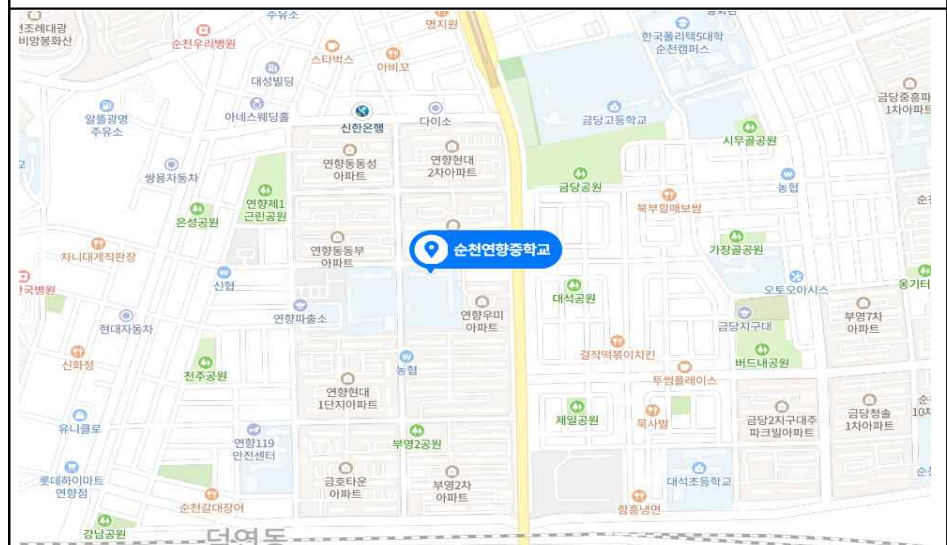 주유소
명지원
비앙봉화산
순천우리병원
스타벅스
아비꼬
한국폴리텍5대학
순천캠퍼스
대성빌딩
아네스웨딩홀
신한은행
다이소
금당고등학교
금당중흥파
1차아파트
알뜰광명
주유소
시무골공원
연향동동성
아파트
연향현대
2차아파트
쌍용자동차
연향제1
근린공원
금당공원
농협
북부할매보쌈
은성공원
연향동동부
아파트
순천연향중학교
가장골공원
차니대게직판장
신협
대석공원
오토오아시스
옹기터
연향파출소
연향우미
아파트
현대자동차
금당지구대
부영7차
아파트
신화정
전주공원
농협
걸작떡볶이치킨
버드내공원
투썸플레이스
연향현대
1단지아파트
유니클로
제일공원
목사발
금당2지구대주
파크빌아파트
금당청솔
1차아파트
연향119
안전센터
부영2공원
롯데하이마트
연향점
금호타운
아파트
부영2차
아파트
대석초등학교
순천갈대장어
함흥냉면
강남공원
덕연동